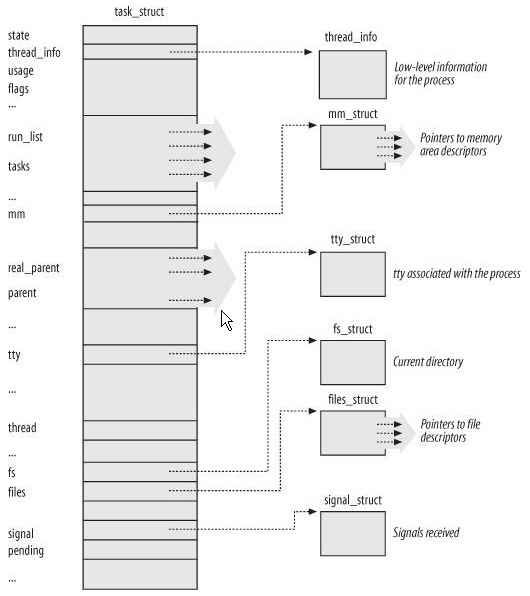 task_struct
state
thread_info
usage
flags
...
run_list
tasks
...
mm
real_parent
parent
...
tty
...
thread
...
fs
files
signal
pending
...
thread_info
Low-level information
for the process
mm_struct
Pointers to memory
area descriptors
tty_struct
tty associated with the process
fs_struct
Current directory
files_struct
Pointers to file
descriptors
signal_struct
Signals received